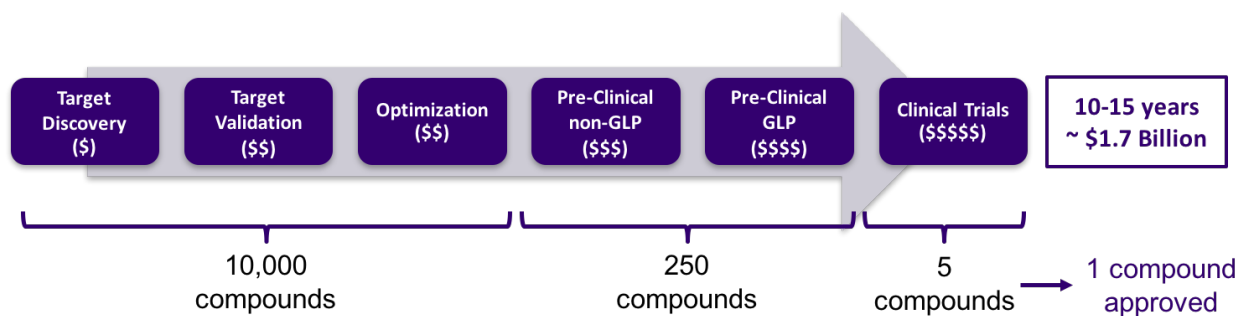 Target
Discovery
($)
Target
Validation
($$)
Optimization
($$)
Pre-Clinical
non-GLP
($$$)
Pre-Clinical
GLP
($$$$)
Clinical Trials
($$$$$)
10-15 years
~ $1.7 Billion
10,000
compounds
250
compounds
5
compounds
1 compound
approved